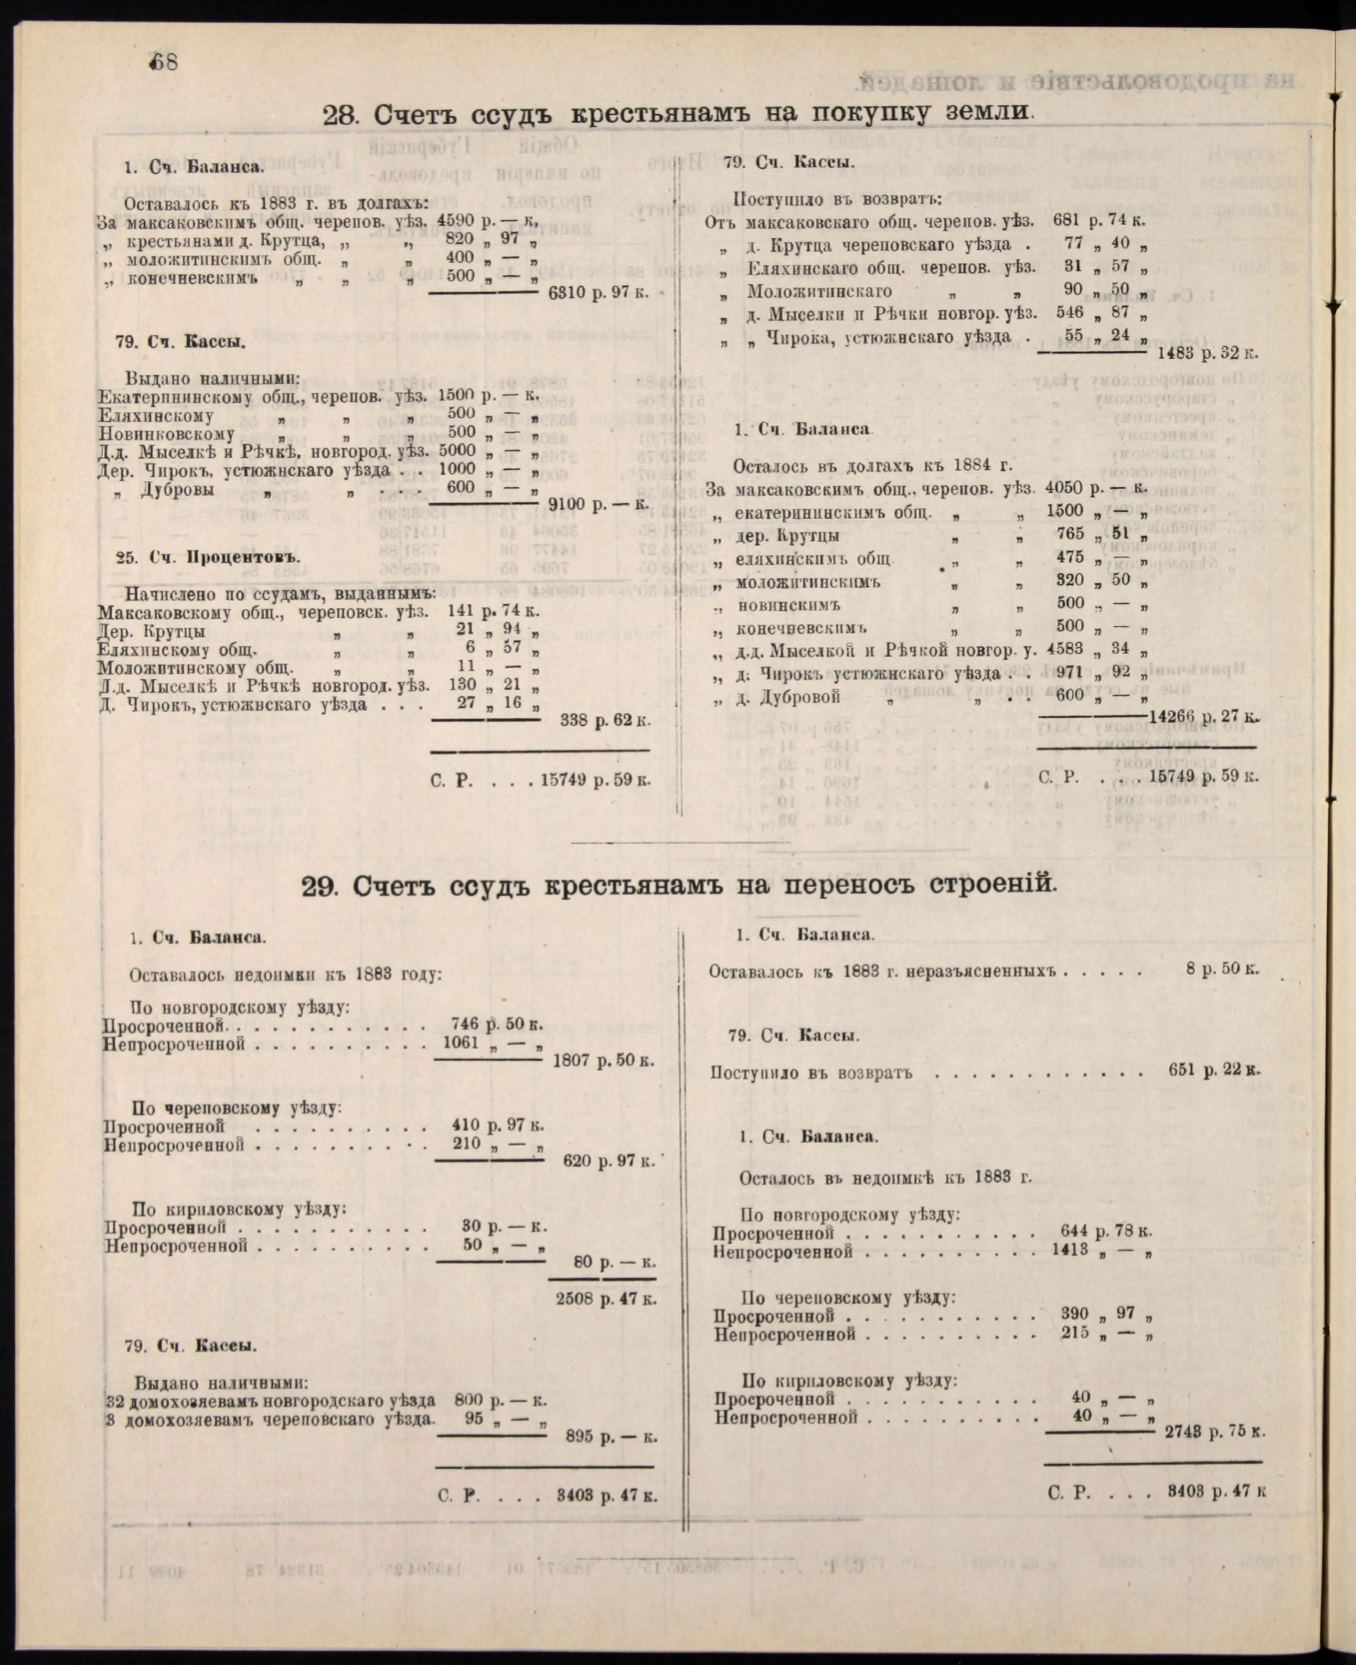 68
28. Счетъ ссудъ крестьянамъ на покупку земли.
1. Сч. Баланса.
Оставалось къ 1883 г. въ долгахъ:
За максаковскимъ общ. черепов. уѣз. 4590 р. — к,
„ крестьянами д. Крутца, „ „ 820 „ 97 „
„ моложитинскимъ общ. „ „ 400 „ — „
„ конечневскимъ „ „ „ 500 „ — „
6310 р. 97 к.
79. Сч. Кассы.
Выдано наличными:
Екатерининскому общ., черепов. уѣз. 1500 р. — к.
Еляхинскому „ „ „ 500 „ — „
Новинковскому „ „ „ 500 „ — „
Д.д. Мыселкѣ и Рѣчкѣ, новгород. уѣз. 5000 „ — „
Дер. Чирокъ, устюжнскаго уѣзда . . 1000 „ — „
„ Дубровы „ „ . . . 600 „ — „
9100 р. — к.
25. Сч. Процентовъ.
Начислено по ссудамъ, выданнымъ:
Максаковскому общ., череповск. уѣз. 141 р. 74 к.
Дер. Крутцы „ „ 21 „ 94 „
Еляхинскому общ. „ „ 6 „ 57 „
Моложитинскому общ. „ „ 11 „ — „
Д.д. Мыселкѣ и Рѣчкѣ новгород. уѣз. 130 „ 21 „
Д. Чирокъ, устюжнскаго уѣзда . . . 27 „ 16 „
338 р. 62 к.
С. Р. . . . 15749 р. 59 к.
79. Сч. Кассы.
Поступило въ возвратъ:
Отъ максаковскаго общ. черепов. уѣз. 681 р. 74 к.
„ д. Крутца череповскаго уѣзда . 77 „ 40 „
„ Еляхинскаго общ. черепов. уѣз. 31 „ 57 „
„ Моложитинскаго „ „ 90 „ 50 „
„ д. Мыселки и Рѣчки новгор. уѣз. 546 „ 87 „
„ „ Чирока, устюжнскаго уѣзда . 55 „ 24 „
1483 р. 32 к.
1. Сч. Баланса
Осталось въ долгахъ къ 1884 г.
За максаковскимъ общ., черепов. уѣз. 4050 р. — к.
„ екатерининскимъ общ. „ „ 1500 „ — „
„ дер. Крутцы „ „ 765 „ 51 „
„ еляхинскимъ общ „ „ 475 „ — „
„ моложитинскимъ „ „ 320 „ 50 „
„ новинскимъ „ „ 500 „ — „
„ конечневскимъ „ „ 500 „ — „
„ д.д. Мыселкой и Рѣчкой новгор. у. 4583 „ 34 „
„ д. Чирокъ устюжнскаго уѣзда . . 971 „ 92 „
„ д. Дубровой „ „ . . 600 „ — „
14266 р. 27 к.
С. Р. . . . 15749 р. 59 к.
29. Счетъ ссудъ крестьянамъ на переносъ строеній.
1. Сч. Баланса.
Оставалось недоимки къ 1883 году:
По новгородскому уѣзду:
Просроченной. . . . . . . . . . . . 746 р. 50 к.
Непросроченной . . . . . . . . . . 1061 „ — „
1807 р. 50 к.
По череповскому уѣзду:
Просроченной . . . . . . . . . . 410 р. 97 к.
Непросроченной . . . . . . . . . . 210 „ — „
620 р. 97 к.
По кириловскому уѣзду:
Просроченной . . . . . . . . . . . 30 р. — к.
Непросроченной . . . . . . . . . . 50 „ — „
80 р. — к.
2508 р. 47 к.
79. Сч. Кассы.
Выдано наличными:
32 домохозяевамъ новгородскаго уѣзда 800 р. — к.
3 домохозяевамъ череповскаго уѣзда. 95 „ — „
895 р. — к.
С. Р. . . . 3403 р. 47 к.
1. Сч. Баланса.
Оставалось къ 1883 г. неразъясненныхъ . . . . . 8 р. 50 к.
79. Сч. Кассы.
Поступило въ возвратъ . . . . . . . . . . . . 651 р. 22 к.
1. Сч. Баланса.
Осталось въ недоимкѣ къ 1883 г.
По новгородскому уѣзду:
Просроченной . . . . . . . . . . . 644 р. 78 к.
Непросроченной . . . . . . . . . . 1413 „ — „
По череповскому уѣзду:
Просроченной . . . . . . . . . . . 390 „ 97 „
Непросроченной . . . . . . . . . . 215 „ — „
По кириловскому уѣзду:
Просроченной . . . . . . . . . . . 40 „ — „
Непросроченной . . . . . . . . . . 40 „ — „
2743 р. 75 к.
С. Р. . . . 3403 р. 47 к